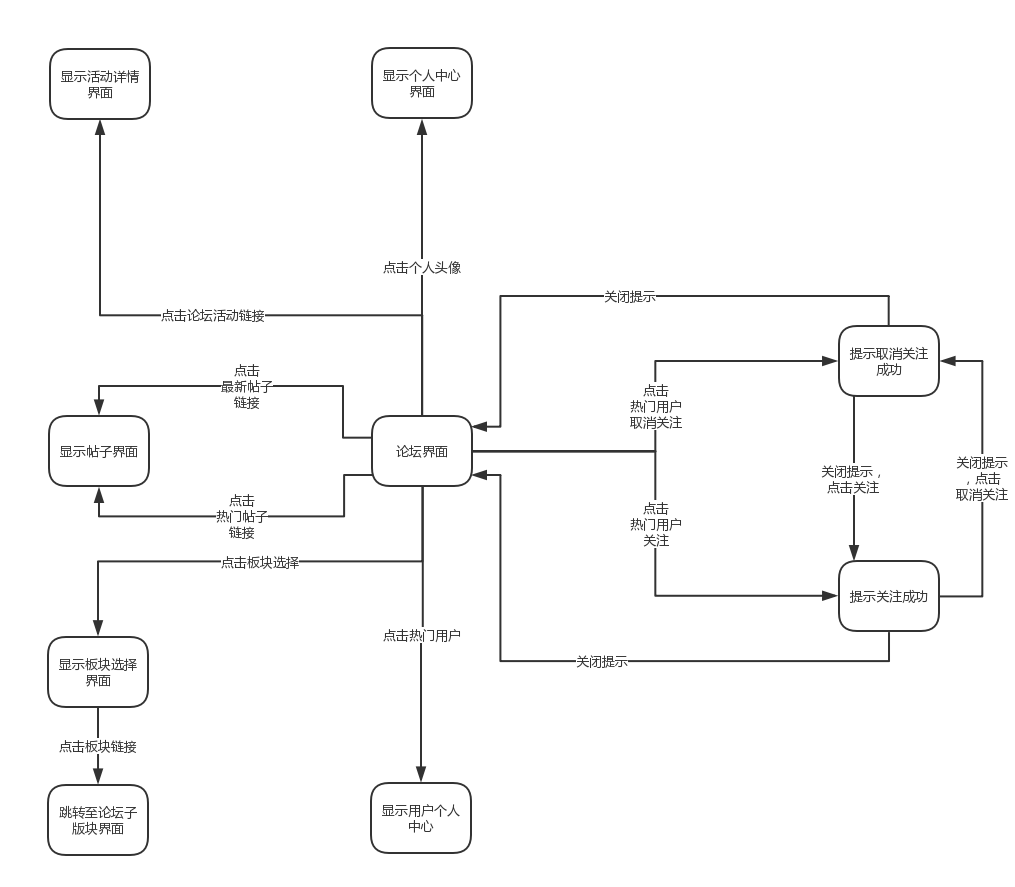 显示活动详情
界面
显示个人中心
界面
点击个人头像
关闭提示
点击论坛活动链接
提示取消关注
成功
点击
最新帖子
链接
点击
热门用户
取消关注
显示帖子界面
论坛界面
关闭提示，
点击关注
关闭提示
，点击
取消关注
点击
热门帖子
链接
点击
热门用户
关注
点击板块选择
提示关注成功
点击热门用户
关闭提示
显示板块选择
界面
点击板块链接
跳转至论坛子
版块界面
显示用户个人
中心